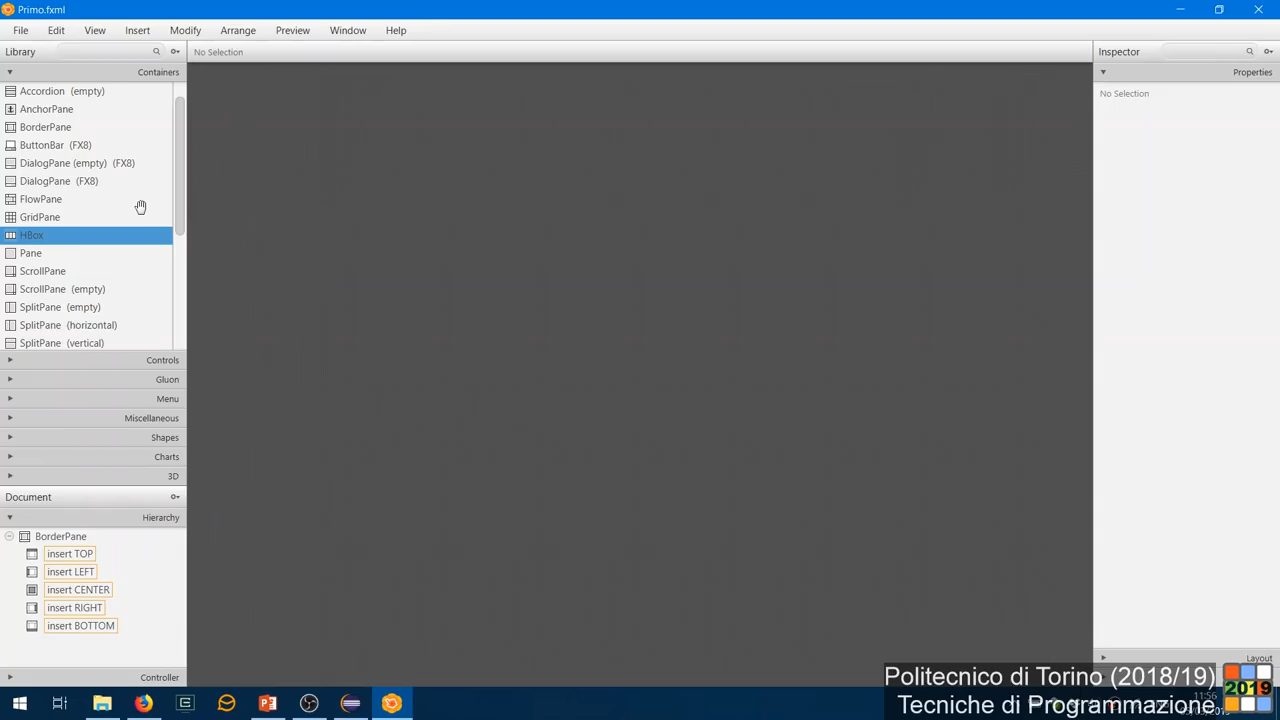 Primo.fxml
File Edit View Insert Modify Arrange Preview Window Help
Library
No Selection
Inspector
Containers
Properties
Accordion (empty)
No Selection
AnchorPane
BorderPane
ButtonBar (FX8)
DialogPane (empty) (FX8)
DialogPane (FX8)
FlowPane
GridPane
HBox
Pane
ScrollPane
ScrollPane (empty)
SplitPane (empty)
SplitPane (horizontal)
SplitPane (vertical)
Controls
Gluon
Menu
Miscellaneous
Shapes
Charts
3D
Document
Hierarchy
BorderPane
insert TOP
insert LEFT
insert CENTER
insert RIGHT
insert BOTTOM
Layout
Controller
Politecnico di Torino (2018/19)
Tecniche di Programmazione
2019
11:56